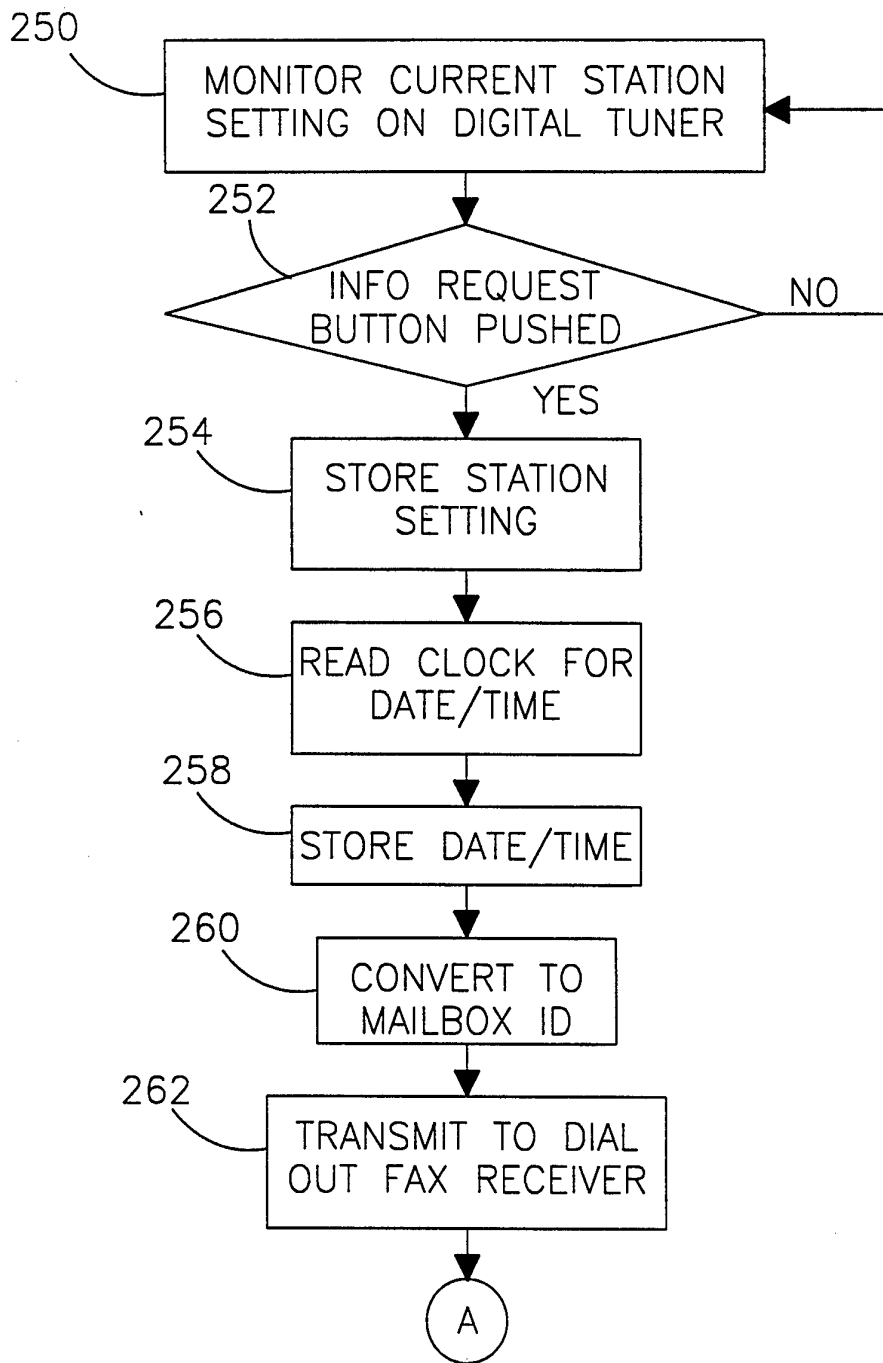 250
MONITOR CURRENT STATION
SETTING ON DIGITAL TUNER
252
INFO REQUEST
BUTTON PUSHED
NO
YES
254
STORE STATION
SETTING
256
READ CLOCK FOR
DATE/TIME
258
STORE DATE/TIME
260
CONVERT TO
MAILBOX ID
262
TRANSMIT TO DIAL
OUT FAX RECEIVER
A